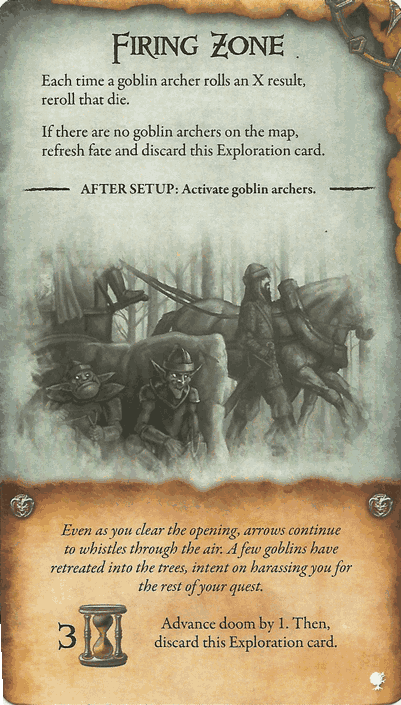 FIRING ZONE
Each time a goblin archer rolls an X result,
reroll that die.
If there are no goblin archers on the map,
refresh fate and discard this Exploration card.
AFTER SETUP: Activate goblin archers.
Even as you clear the opening, arrows continue
to whistles through the air. A few goblins have
retreated into the trees, intent on harassing you for
the rest of your quest.
3
Advance doom by 1. Then,
discard this Exploration card.